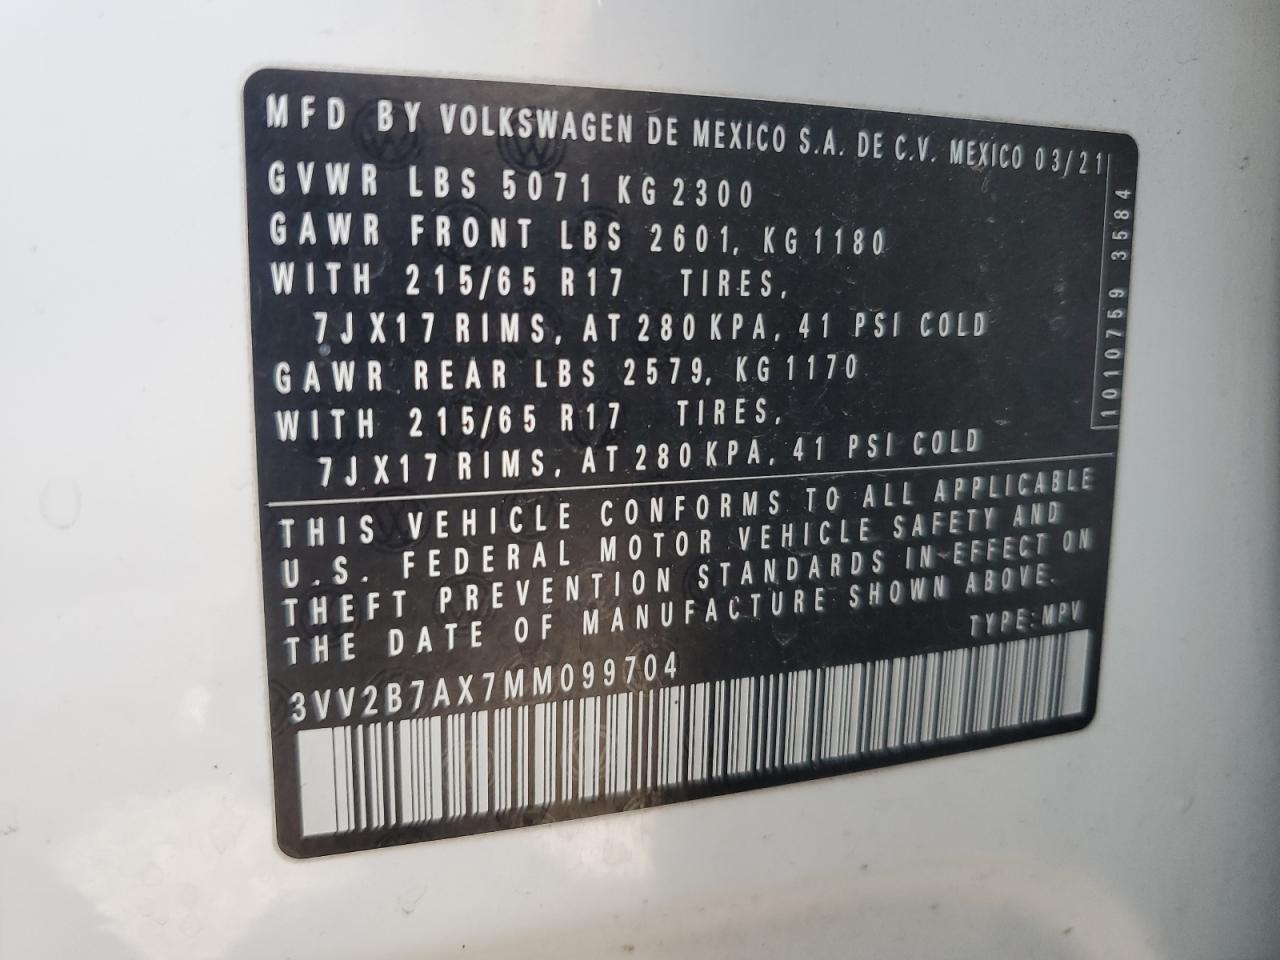 MFD BY VOLKSWAGEN DE MEXICO S.A. DE C.V. MEXICO 03/21
GVWR LBS 5071 KG 2300
GAWR FRONT LBS 2601, KG 1180
WITH 215/65 R17 TIRES,
7JX17 RIMS, AT 280 KPA, 41 PSI COLD
GAWR REAR LBS 2579, KG 1170
WITH 215/65 R17 TIRES,
7JX17 RIMS, AT 280 KPA, 41 PSI COLD
1010759 3584
THIS VEHICLE CONFORMS TO ALL APPLICABLE
U.S. FEDERAL MOTOR VEHICLE SAFETY AND
THEFT PREVENTION STANDARDS IN EFFECT ON
THE DATE OF MANUFACTURE SHOWN ABOVE.
TYPE: MPV
3VV2B7AX7MM099704